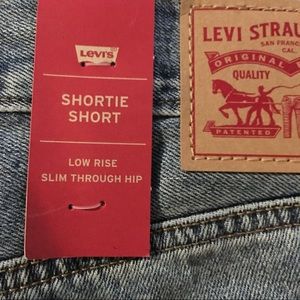 Levi's
SHORTIE
SHORT
LOW RISE
SLIM THROUGH HIP
LEVI STRAU
SAN FRANC
CAL.
ORIGINAL
QUALITY
PATENTED